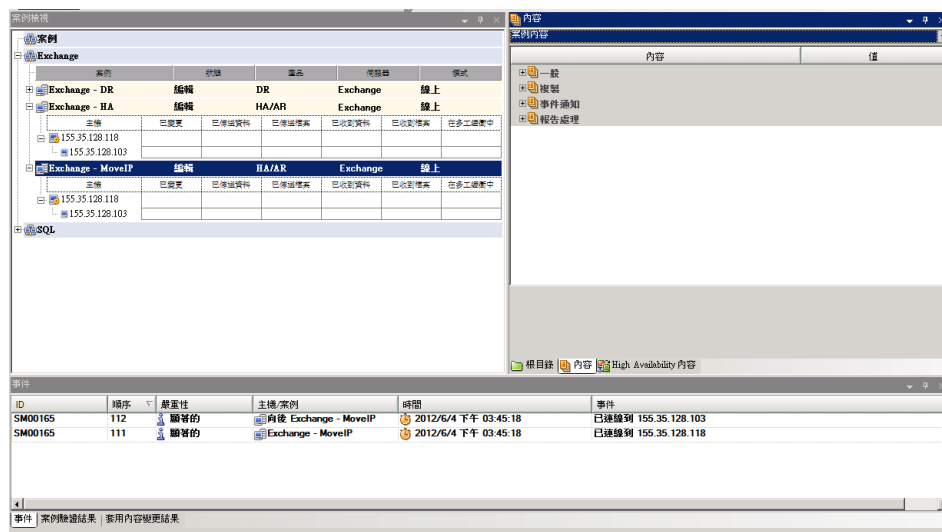 案例檢視
案例
Exchange
案例 狀態 產品 伺服器 模式
Exchange - DR 編輯 DR Exchange 線上
Exchange - HA 編輯 HA/AR Exchange 線上
主機 已變更 已傳送資料 已傳送檔案 已收到資料 已收到檔案 在多工緩衝中
155.35.128.118
155.35.128.103
Exchange - MoveIP 編輯 HA/AR Exchange 線上
主機 已變更 已傳送資料 已傳送檔案 已收到資料 已收到檔案 在多工緩衝中
155.35.128.118
155.35.128.103
SQL
內容
案例內容
內容 值
一般
複製
事件通知
報告處理
根目錄 內容 High Availability 內容
事件
ID 順序 嚴重性 主機/案例 時間 事件
SM00165 112 顯著的 向後 Exchange - MoveIP 2012/6/4 下午 03:45:18 已連線到 155.35.128.103
SM00165 111 顯著的 Exchange - MoveIP 2012/6/4 下午 03:45:18 已連線到 155.35.128.118
事件 案例驗證結果 套用內容變更結果